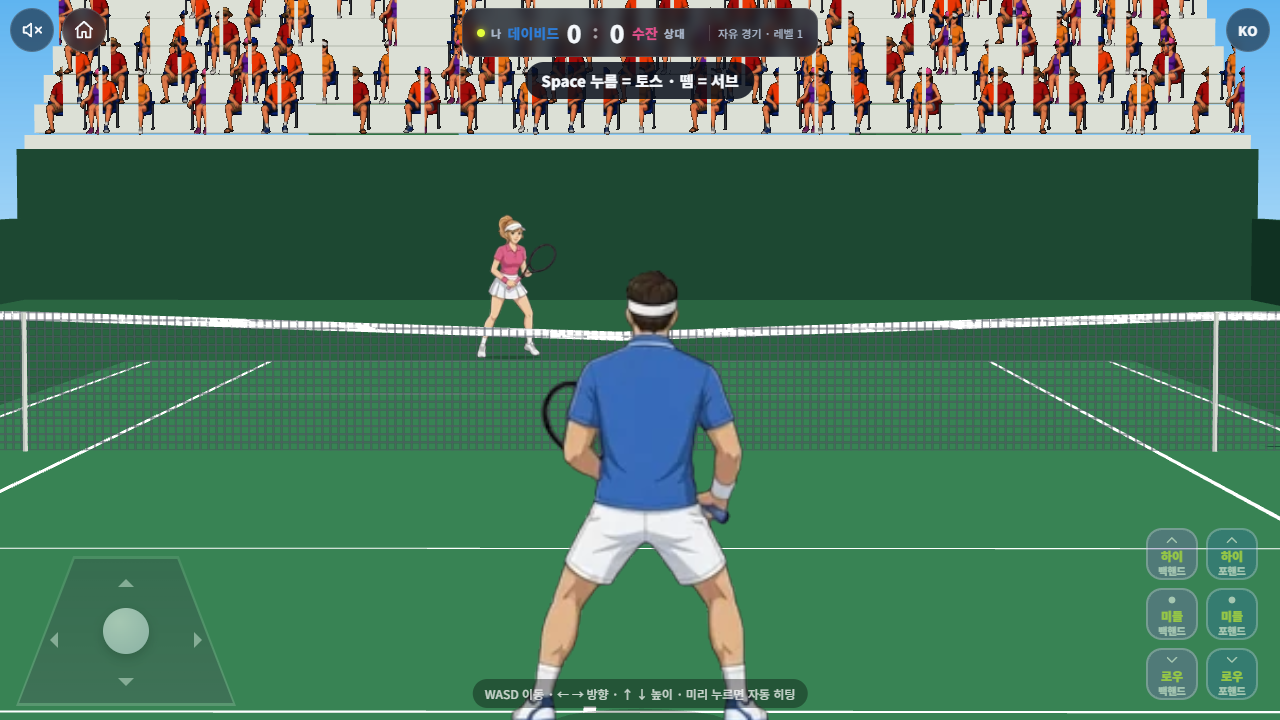 나 데이비드 0 : 0 수잔 상대 자유 경기 · 레벨 1
KO
Space 누름 = 토스 · 뗌 = 서브
하이
백핸드
하이
포핸드
미들
백핸드
미들
포핸드
로우
백핸드
로우
포핸드
WASD 이동 · ←→ 방향 · ↑ ↓ 높이 · 미리 누르면 자동 히팅